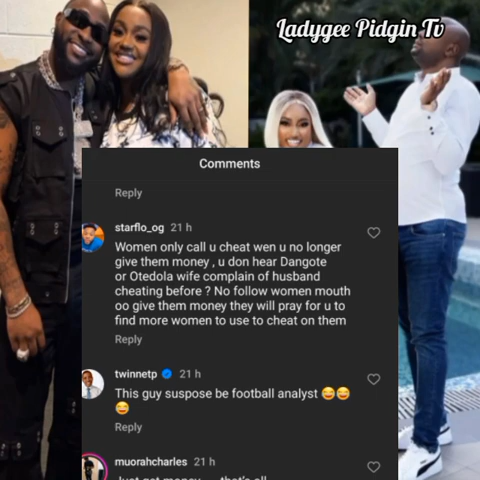 Ladygee Pidgin Tv
Comments
Reply
starflo_og 21 h
Women only call u cheat wen u no longer
give them money , u don hear Dangote
or Otedola wife complain of husband
cheating before ? No follow women mouth
oo give them money they will pray for u to
find more women to use to cheat on them
Reply
twinnetp 21 h
This guy suspose be football analyst 😂😂
😂
Reply
muorahcharles 21 h